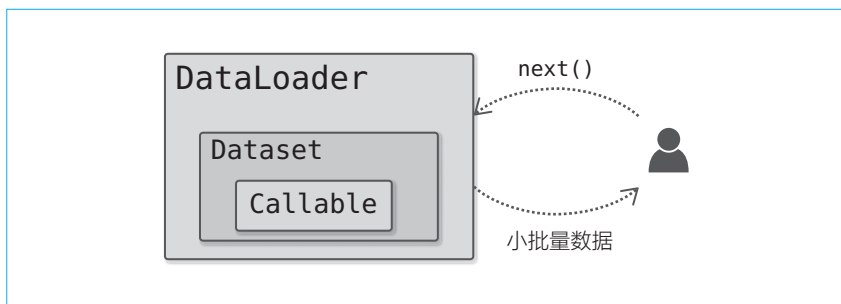 DataLoader
next()
Dataset
Callable
小批量数据